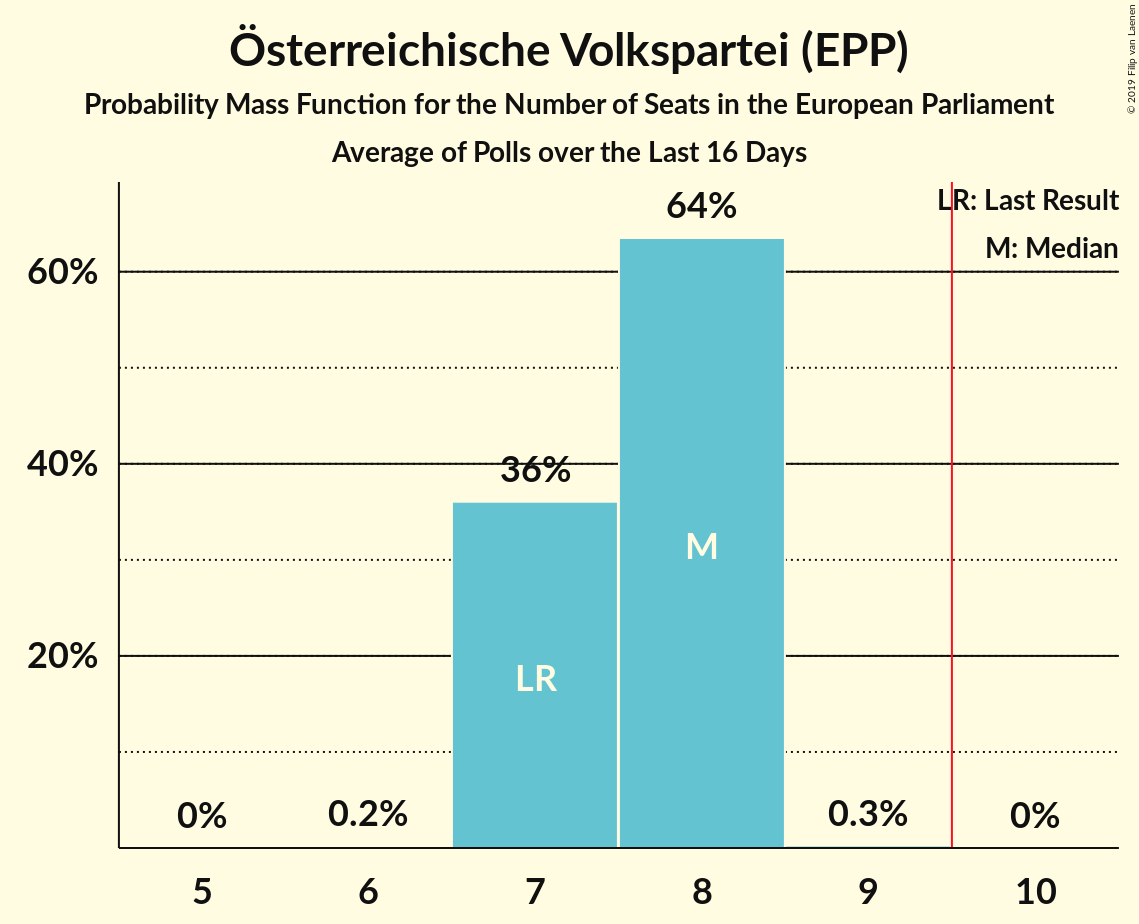 Österreichische Volkspartei (EPP)
Probability Mass Function for the Number of Seats in the European Parliament
Average of Polls over the Last 16 Days
© 2019 Filip van Laenen
LR: Last Result
M: Median
64%
60%
40%
36%
M
20%
LR
0%
0.2%
0.3%
0%
5
6
7
8
9
10